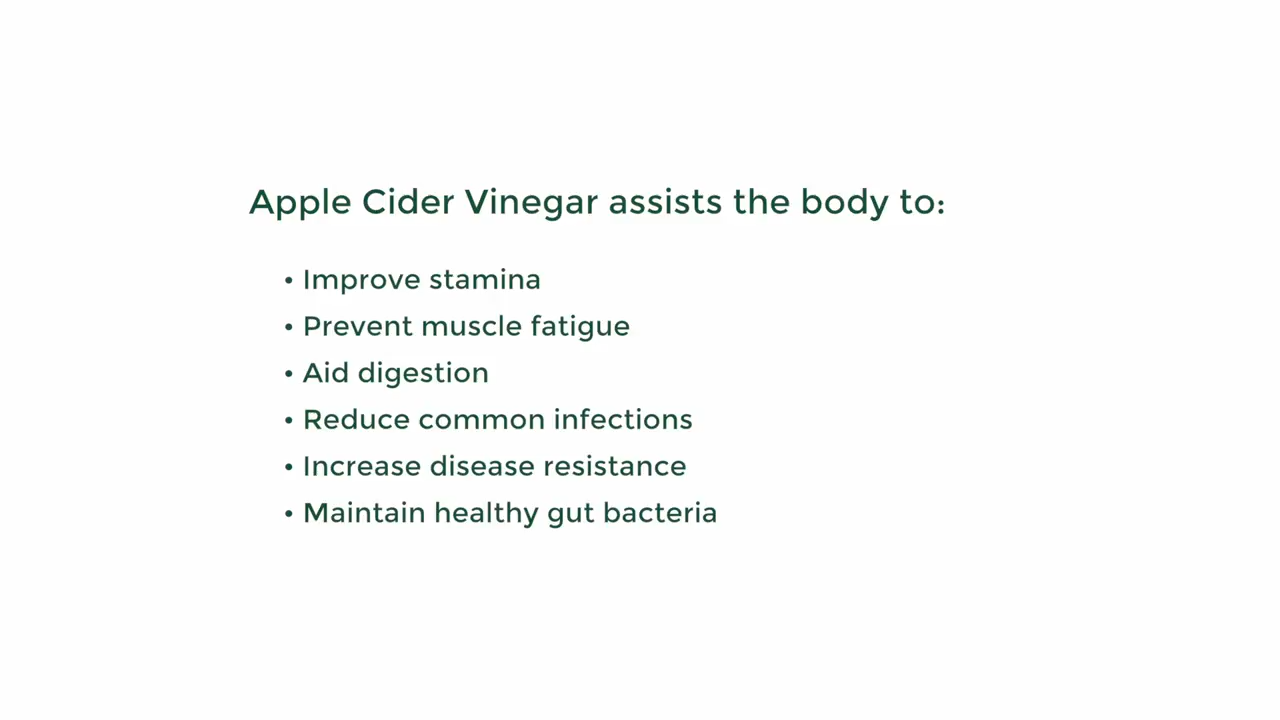 Apple Cider Vinegar assists the body to:
• Improve stamina
• Prevent muscle fatigue
• Aid digestion
• Reduce common infections
• Increase disease resistance
• Maintain healthy gut bacteria